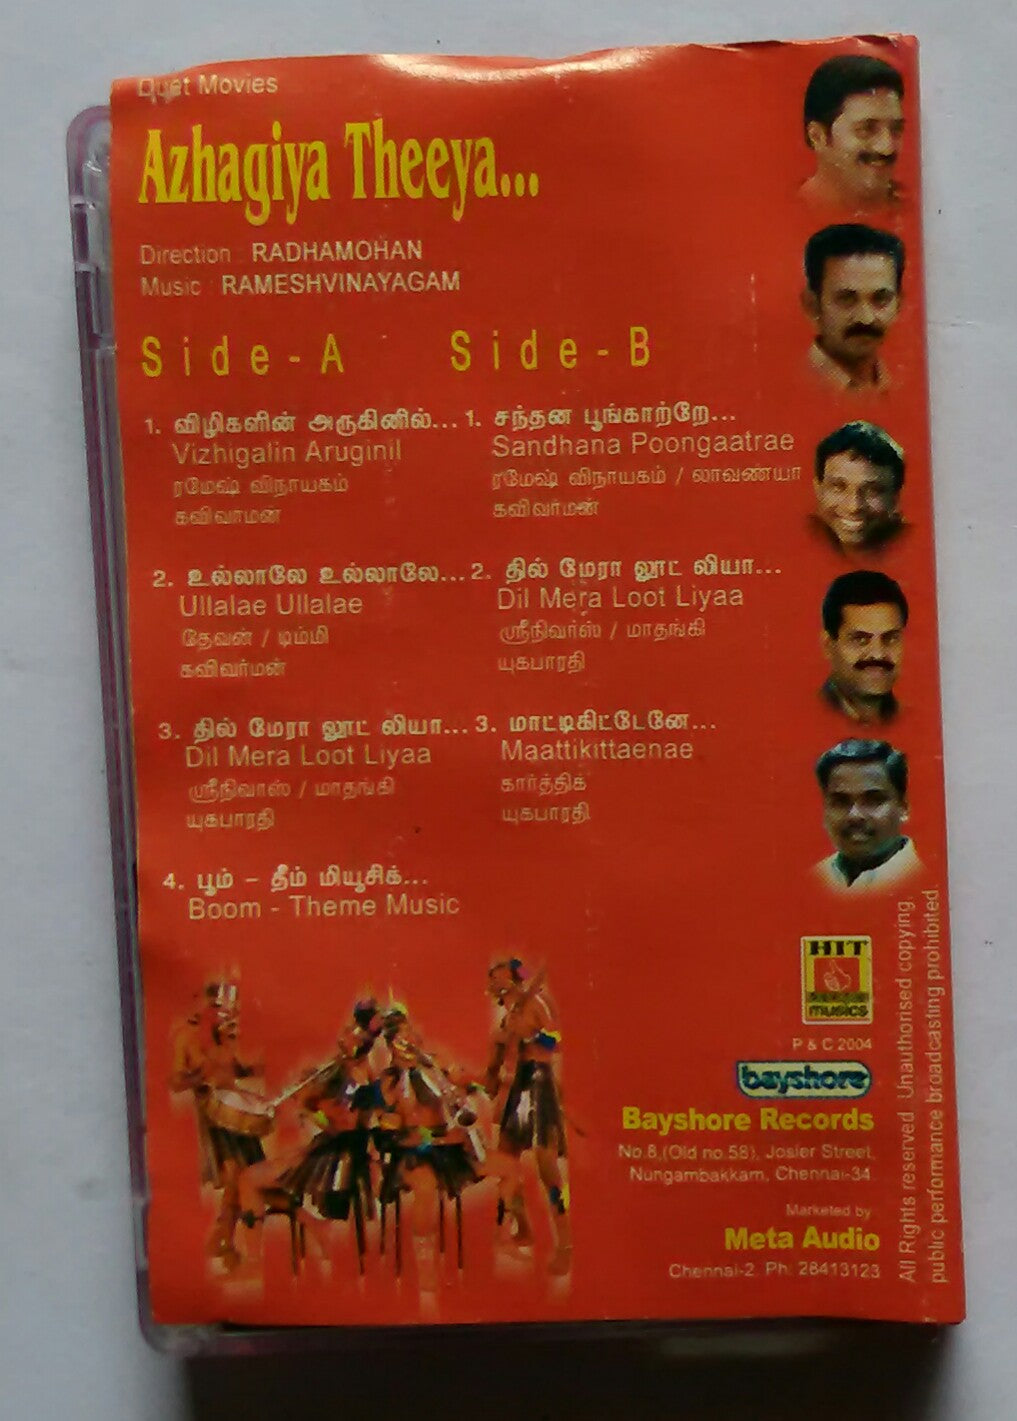 Duet Movies
Azhagiya Theeya...
Direction : RADHAMOHAN
Music : RAMESHVINAYAGAM
Side-A
1. விழிகளின் அருகினில்...
Vizhigalin Aruginil
ரமேஷ் விநாயகம்
கவிவர்மன்
2. உல்லாலே உல்லாலே...
Ullalae Ullalae
தேவன் / டிம்மி
கவிவர்மன்
3. தில் மேரா லூட் லியா...
Dil Mera Loot Liyaa
ஸ்ரீநிவாஸ் / மாதங்கி
யுகபாரதி
4. பூம் - தீம் மியூசிக்...
Boom - Theme Music
Side-B
1. சந்தன பூங்காற்றே...
Sandhana Poongaatrae
ரமேஷ் விநாயகம் / லாவண்யா
கவிவர்மன்
2. தில் மேரா லூட் லியா...
Dil Mera Loot Liyaa
ஸ்ரீநிவர்ஸ் / மாதங்கி
யுகபாரதி
3. மாட்டிகிட்டேனே...
Maattikittaenae
கார்த்திக்
யுகபாரதி
HIT
musics
P & C 2004
bayshore
Bayshore Records
No.8,(Old no.58), Josier Street,
Nungambakkam, Chennai-34.
Marketed by :
Meta Audio
Chennai-2. Ph: 28413123
All Rights reserved. Unauthorised copying,
public performance broadcasting prohibited.